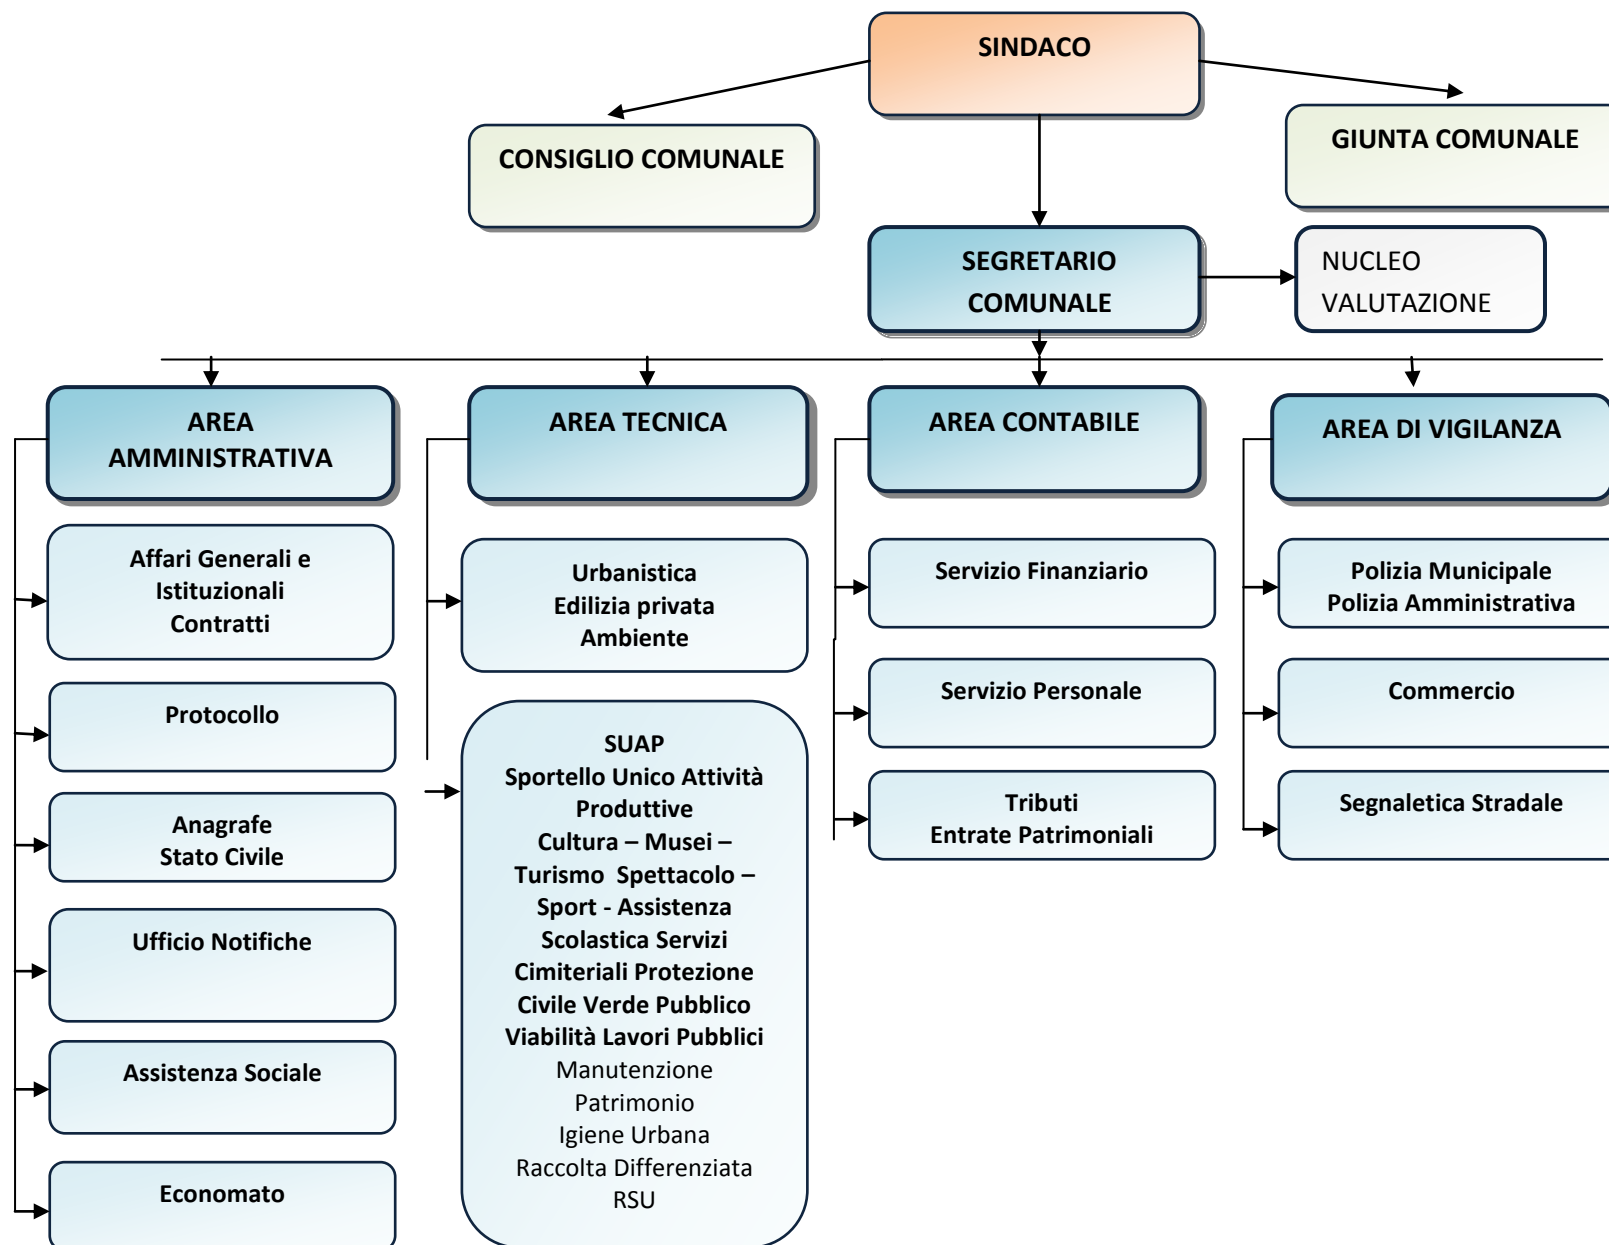 SINDACO
CONSIGLIO COMUNALE
GIUNTA COMUNALE
SEGRETARIO
COMUNALE
NUCLEO
VALUTAZIONE
AREA
AMMINISTRATIVA
AREA TECNICA
AREA CONTABILE
AREA DI VIGILANZA
Affari Generali e
Istituzionali
Contratti
Protocollo
Anagrafe
Stato Civile
Ufficio Notifiche
Assistenza Sociale
Economato
Urbanistica
Edilizia privata
Ambiente
SUAP
Sportello Unico Attività
Produttive
Cultura – Musei –
Turismo  Spettacolo –
Sport - Assistenza
Scolastica Servizi
Cimiteriali Protezione
Civile Verde Pubblico
Viabilità Lavori Pubblici
Manutenzione
Patrimonio
Igiene Urbana
Raccolta Differenziata
RSU
Servizio Finanziario
Servizio Personale
Tributi
Entrate Patrimoniali
Polizia Municipale
Polizia Amministrativa
Commercio
Segnaletica Stradale